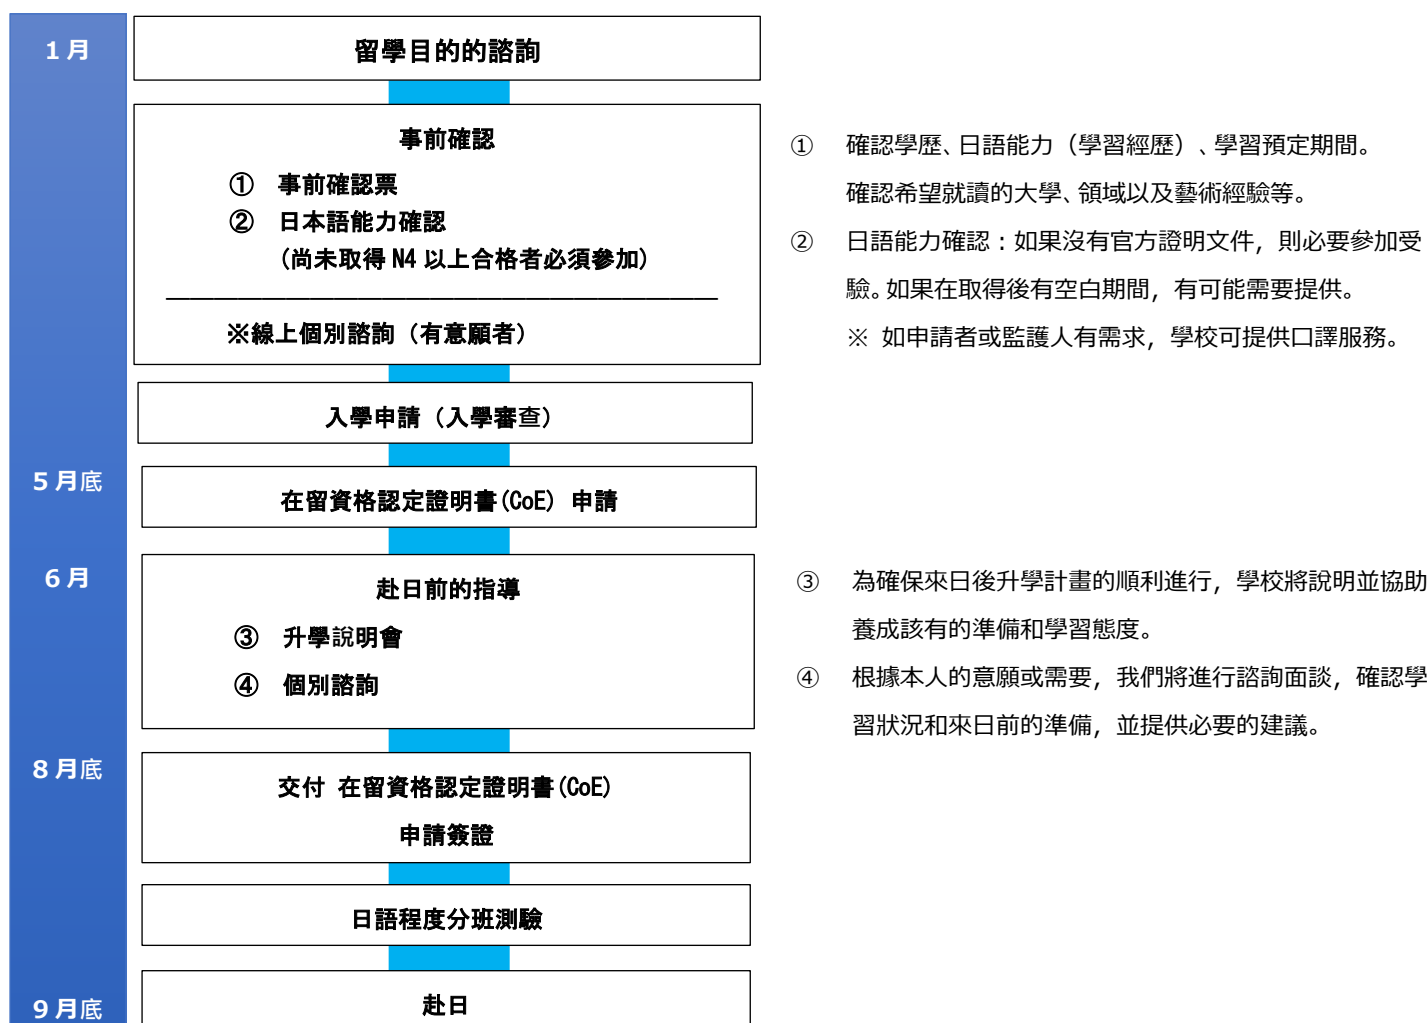 1月
留學目的的諮詢
事前確認
① 事前確認票
② 日本語能力確認
(尚未取得 N4 以上合格者必須參加)
※線上個別諮詢（有意願者）
① 確認學歷、日語能力（學習經歷）、學習預定期間。
確認希望就讀的大學、領域以及藝術經驗等。
② 日語能力確認：如果沒有官方證明文件，則必要參加受
驗。如果在取得後有空白期間，有可能需要提供。
※ 如申請者或監護人有需求，學校可提供口譯服務。
入學申請（入學審查）
5月底
在留資格認定證明書(CoE) 申請
6月
赴日前的指導
③ 升學說明會
④ 個別諮詢
③ 為確保來日後升學計畫的順利進行，學校將說明並協助
養成該有的準備和學習態度。
④ 根據本人的意願或需要，我們將進行諮詢面談，確認學
習狀況和來日前的準備，並提供必要的建議。
8月底
交付 在留資格認定證明書(CoE)
申請簽證
日語程度分班測驗
9月底
赴日